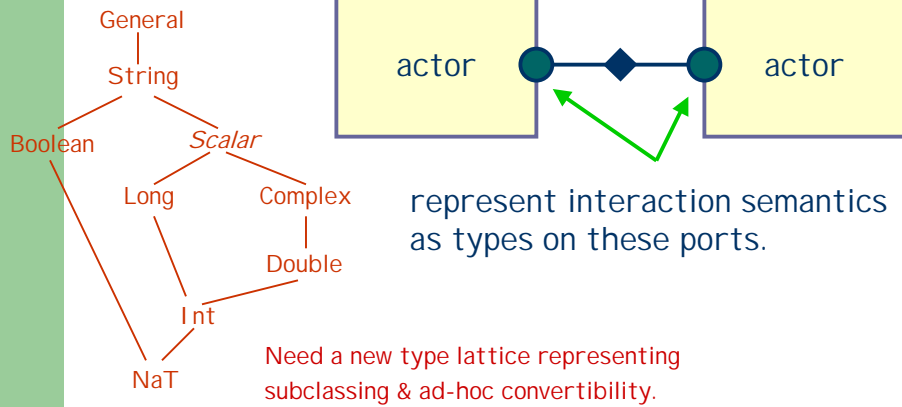 General
String
Boolean
Scalar
Long
Complex
Double
Int
NaT
actor
actor
represent interaction semantics
as types on these ports.
Need a new type lattice representing
subclassing & ad-hoc convertibility.